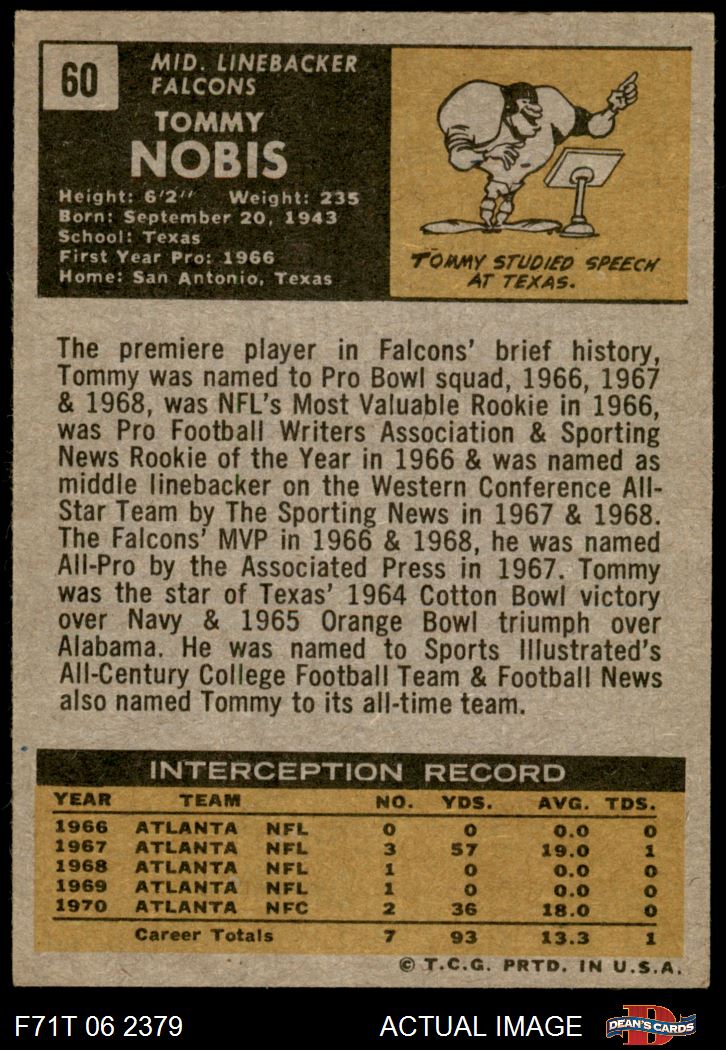 60
MID. LINEBACKER
FALCONS
TOMMY
NOBIS
Height: 6'2" Weight: 235
Born: September 20, 1943
School: Texas
First Year Pro: 1966
Home: San Antonio, Texas
TOMMY STUDIED SPEECH
AT TEXAS.
The premiere player in Falcons' brief history,
Tommy was named to Pro Bowl squad, 1966, 1967
& 1968, was NFL's Most Valuable Rookie in 1966,
was Pro Football Writers Association & Sporting
News Rookie of the Year in 1966 & was named as
middle linebacker on the Western Conference All-
Star Team by The Sporting News in 1967 & 1968.
The Falcons' MVP in 1966 & 1968, he was named
All-Pro by the Associated Press in 1967. Tommy
was the star of Texas' 1964 Cotton Bowl victory
over Navy & 1965 Orange Bowl triumph over
Alabama. He was named to Sports Illustrated's
All-Century College Football Team & Football News
also named Tommy to its all-time team.
INTERCEPTION RECORD
YEAR TEAM NO. YDS. AVG. TDS.
1966 ATLANTA NFL 0 0 0.0 0
1967 ATLANTA NFL 3 57 19.0 1
1968 ATLANTA NFL 1 0 0.0 0
1969 ATLANTA NFL 1 0 0.0 0
1970 ATLANTA NFC 2 36 18.0 0
Career Totals 7 93 13.3 1
© T.C.G. PRTD. IN U.S.A.
F71T 06 2379 ACTUAL IMAGE D DEAN'S CARDS